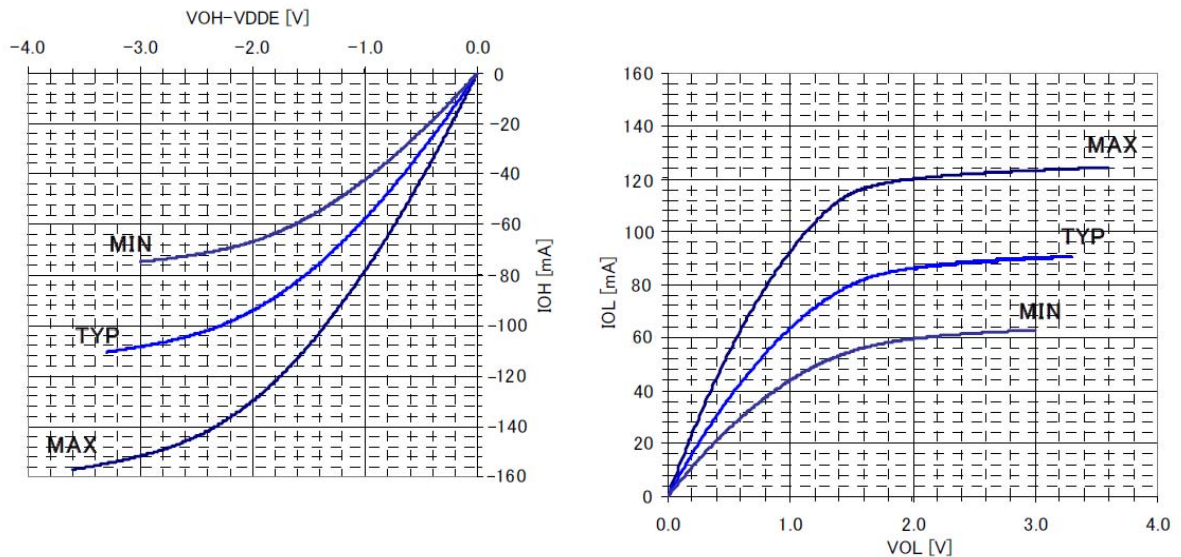 VOH-VDDE [V]
-4.0 -3.0 -2.0 -1.0 0.0
0
-20
-40
-60
-80
-100
-120
-140
-160
IOH [mA]
MIN
TYP
MAX
160
140
120
100
80
60
40
20
0
IOL [mA]
MAX
TYP
MIN
0.0 1.0 2.0 3.0 4.0
VOL [V]